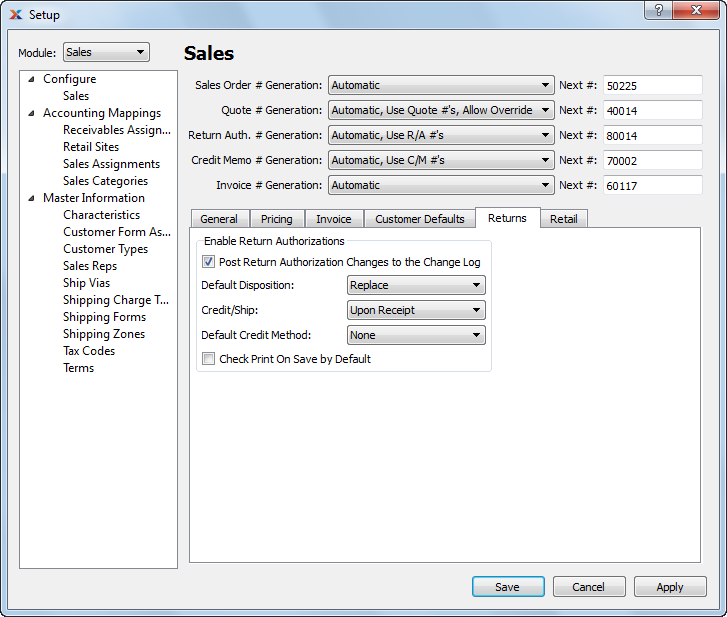 Setup
Module: Sales
Configure
Sales
Accounting Mappings
Receivables Assign...
Retail Sites
Sales Assignments
Sales Categories
Master Information
Characteristics
Customer Form As...
Customer Types
Sales Reps
Ship Vias
Shipping Charge T...
Shipping Forms
Shipping Zones
Tax Codes
Terms
Sales
Sales Order # Generation: Automatic Next #: 50225
Quote # Generation: Automatic, Use Quote #'s, Allow Override Next #: 40014
Return Auth. # Generation: Automatic, Use R/A #'s Next #: 80014
Credit Memo # Generation: Automatic, Use C/M #'s Next #: 70002
Invoice # Generation: Automatic Next #: 60117
General Pricing Invoice Customer Defaults Returns Retail
Enable Return Authorizations
Post Return Authorization Changes to the Change Log
Default Disposition: Replace
Credit/Ship: Upon Receipt
Default Credit Method: None
Check Print On Save by Default
Save Cancel Apply